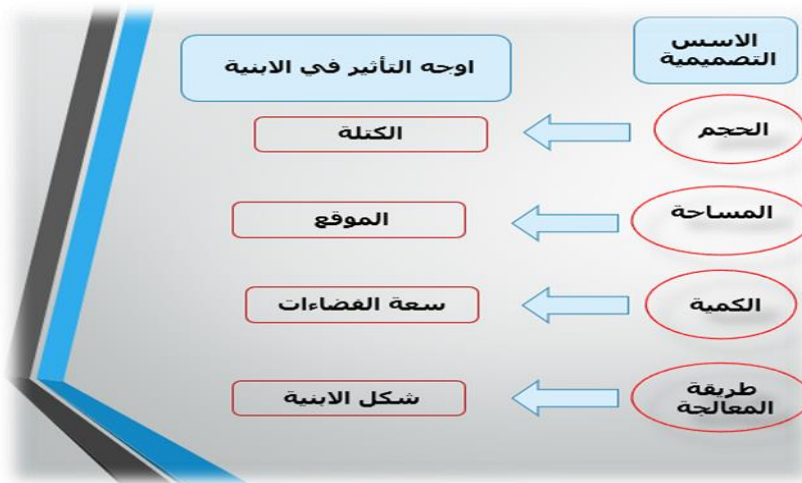 الاسس
التصميمية
اوجه التأثير في الابنية
الحجم
الكتلة
المساحة
الموقع
الكمية
سعة الفضاءات
طريقة
المعالجة
شكل الابنية